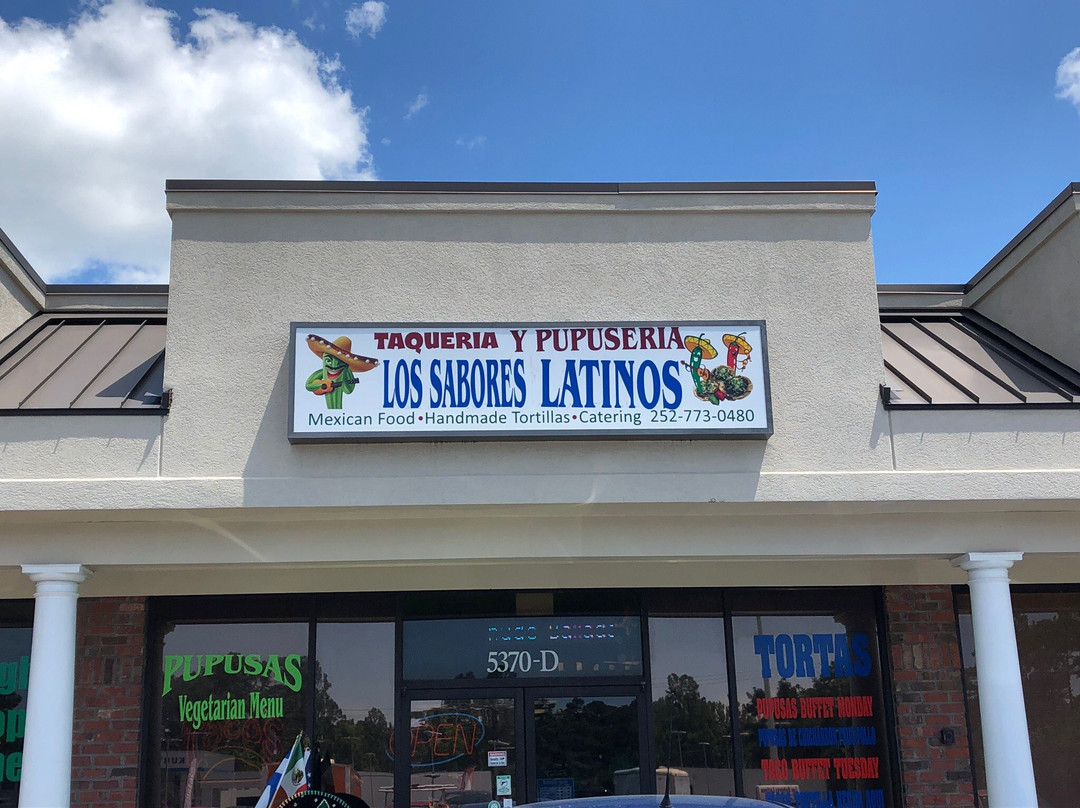 TAQUERIA Y PUPUSERIA
LOS SABORES LATINOS
Mexican Food • Handmade Tortillas • Catering 252-773-0480
5370-D
PUPUSAS
Vegetarian Menu
TACOS
OPEN
TORTAS
PUPUSAS BUFFET MONDAY
TACO BUFFET TUESDAY